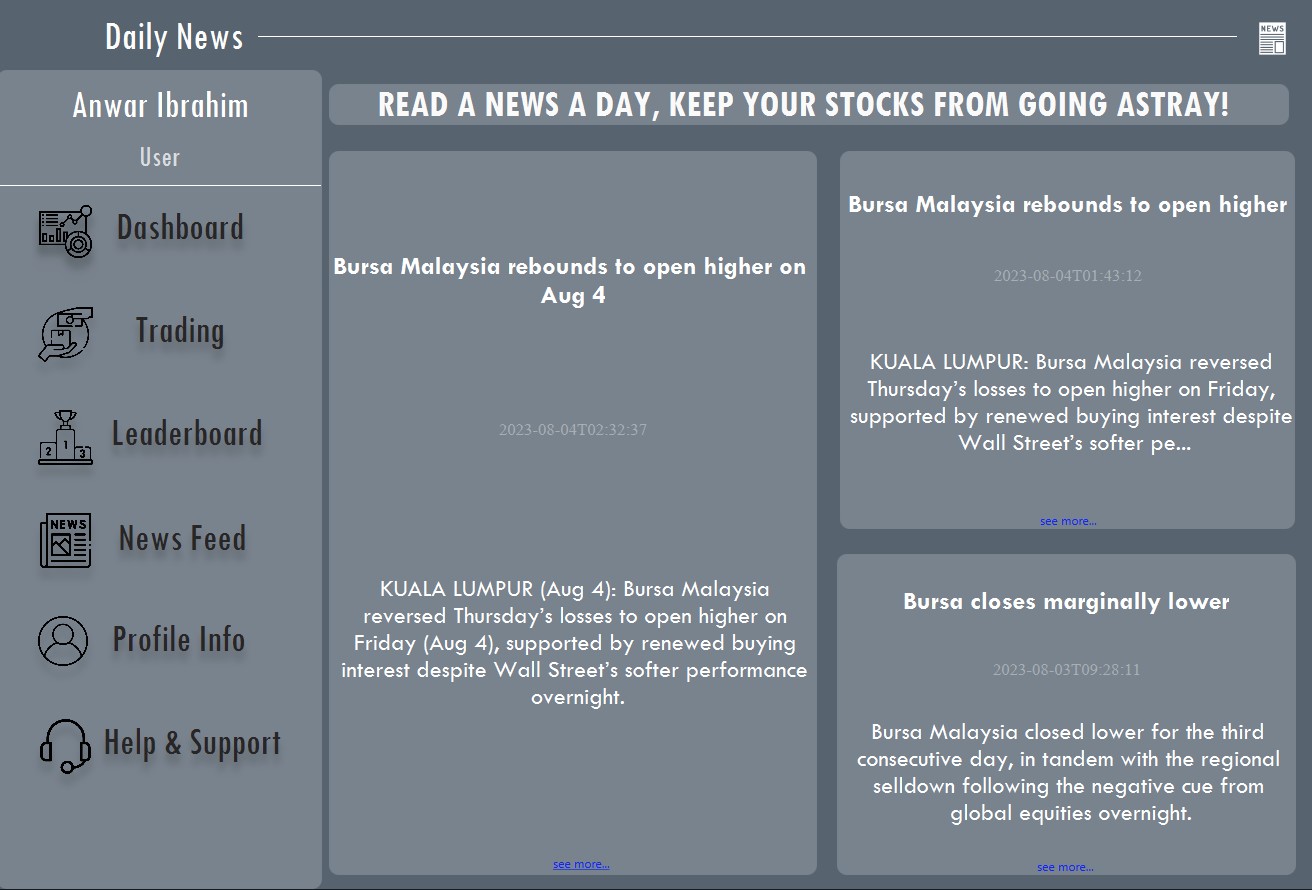 Daily News
NEWS
Anwar Ibrahim
User
Dashboard
Trading
Leaderboard
1
2
3
NEWS
News Feed
Profile Info
Help & Support
READ A NEWS A DAY, KEEP YOUR STOCKS FROM GOING ASTRAY!
Bursa Malaysia rebounds to open higher on
Aug 4
2023-08-04T02:32:37
KUALA LUMPUR (Aug 4): Bursa Malaysia
reversed Thursday’s losses to open higher on
Friday (Aug 4), supported by renewed buying
interest despite Wall Street’s softer performance
overnight.
see more...
Bursa Malaysia rebounds to open higher
2023-08-04T01:43:12
KUALA LUMPUR: Bursa Malaysia reversed
Thursday’s losses to open higher on Friday,
supported by renewed buying interest despite
Wall Street’s softer pe...
see more...
Bursa closes marginally lower
2023-08-03T09:28:11
Bursa Malaysia closed lower for the third
consecutive day, in tandem with the regional
selldown following the negative cue from
global equities overnight.
see more...